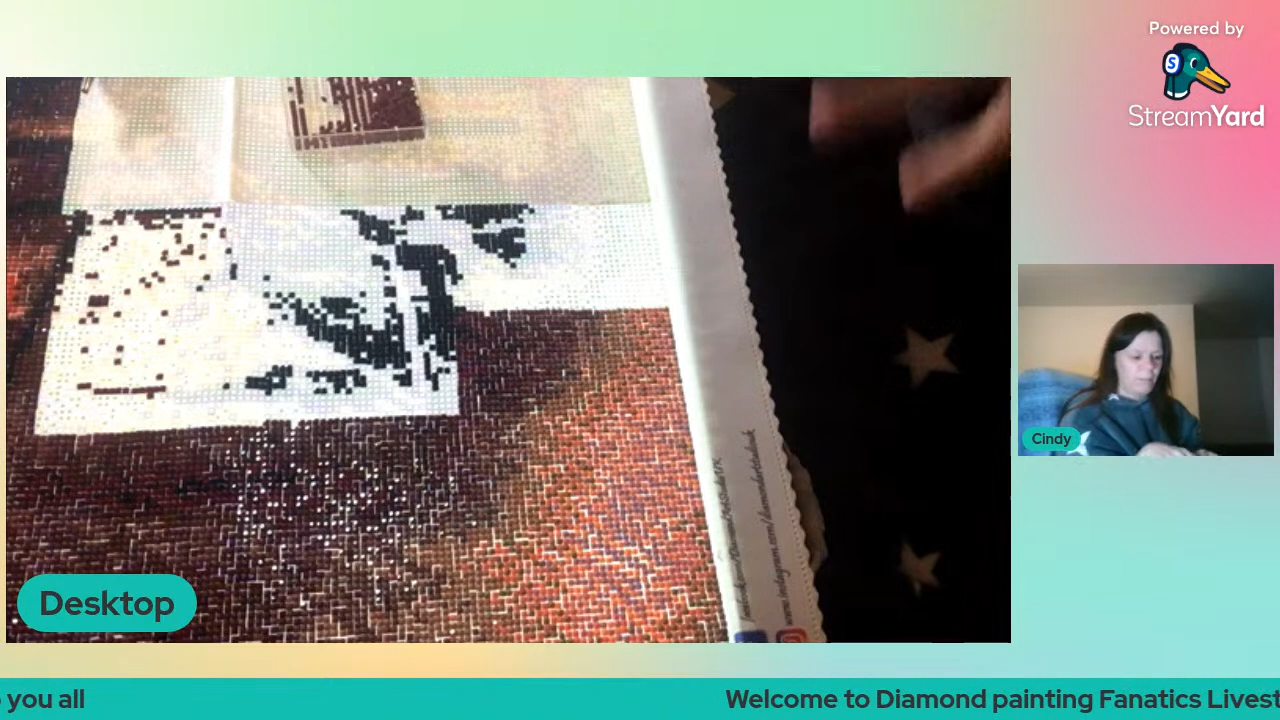 Powered by
StreamYard
Cindy
Desktop
you all
Welcome to Diamond painting Fanatics Livest